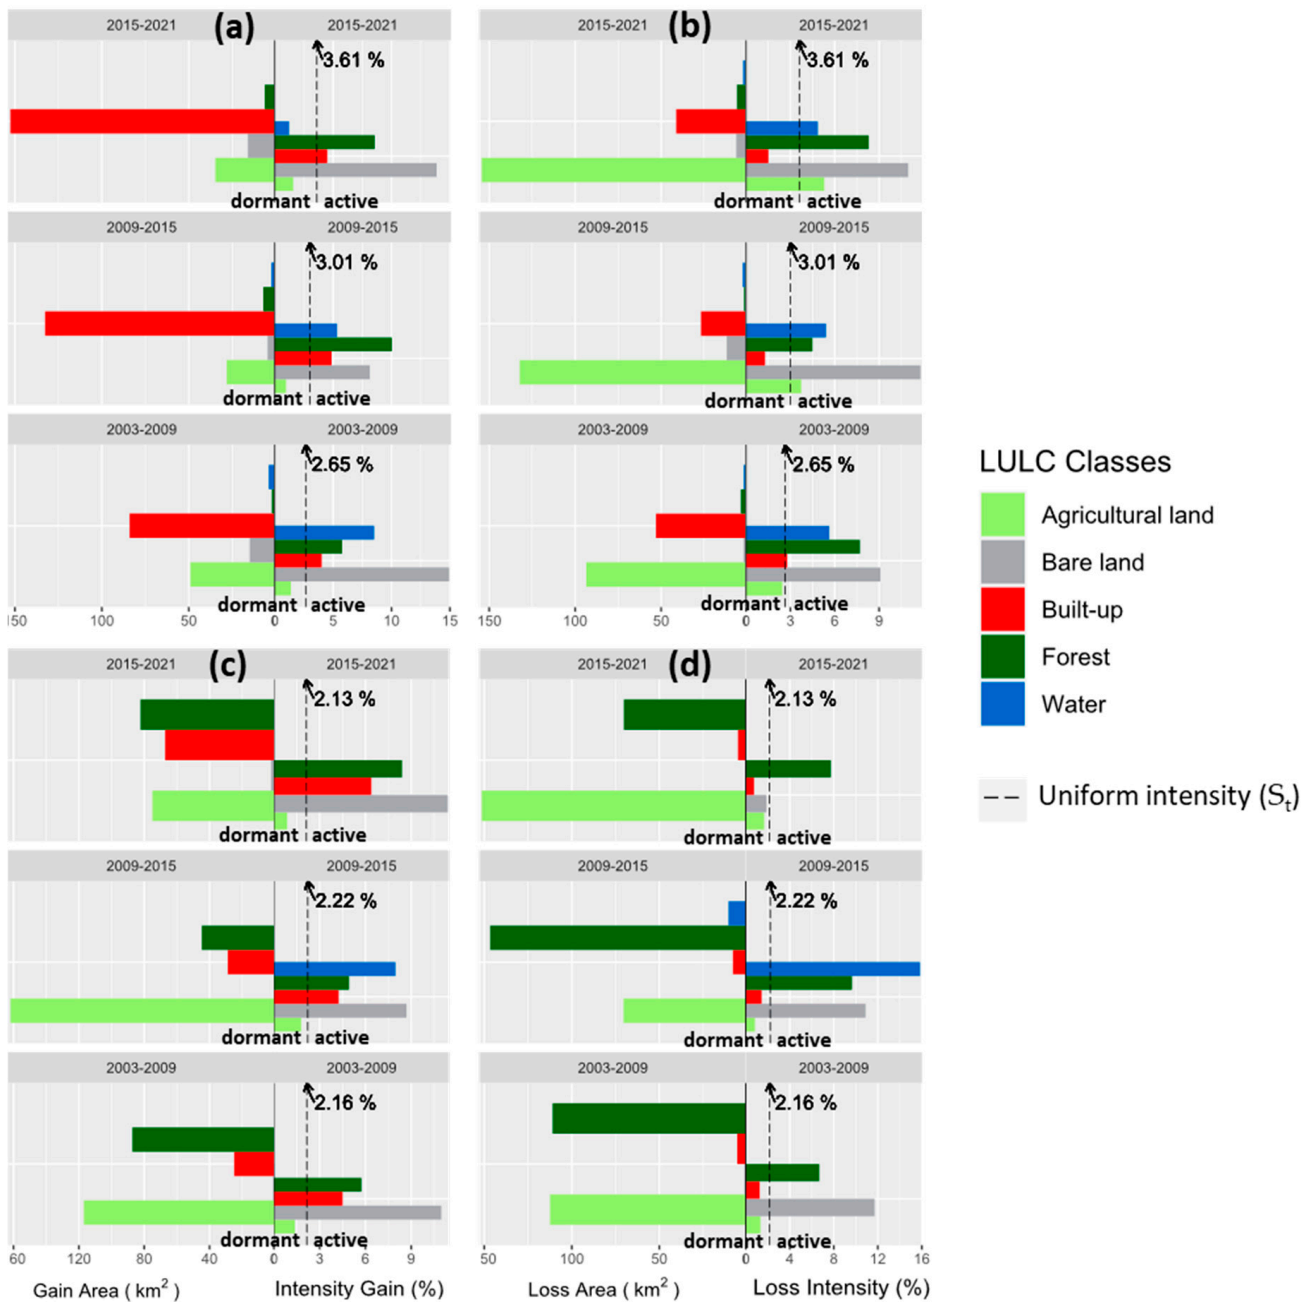 2015-2021 (a) 2015-2021
3.61 %
dormant active
2009-2015 2009-2015
3.01 %
dormant active
2003-2009 2003-2009
2.65 %
dormant active
15 100 50 0 0 5 10 15
2015-2021 (b) 2015-2021
3.61 %
dormant active
2009-2015 2009-2015
3.01 %
dormant active
2003-2009 2003-2009
2.65 %
dormant active
150 100 50 0 0 3 6 9
2015-2021 (c) 2015-2021
2.13 %
dormant active
2009-2015 2009-2015
2.22 %
dormant active
2003-2009 2003-2009
2.16 %
dormant active
60 120 80 40 0 3 6 9
Gain Area ( km²) Intensity Gain (%)
2015-2021 (d) 2015-2021
2.13 %
dormant active
2009-2015 2009-2015
2.22 %
dormant active
2003-2009 2003-2009
2.16 %
dormant active
50 100 50 0 4 8 12 16
Loss Area ( km²) Loss Intensity (%)
LULC Classes
Agricultural land
Bare land
Built-up
Forest
Water
Uniform intensity (Sₜ)